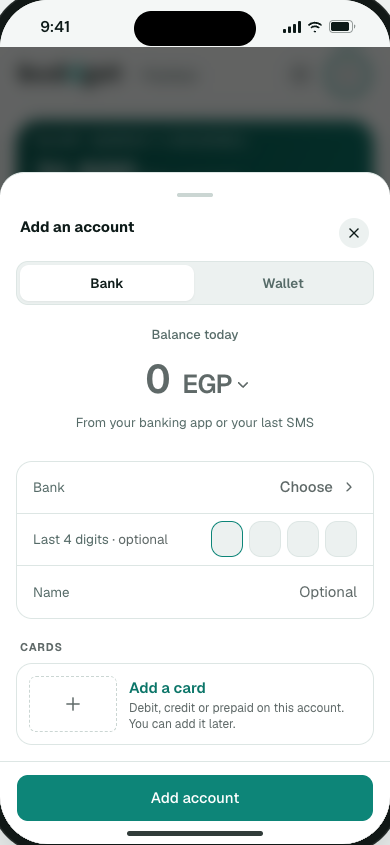 9:41
Add an account
Bank
Wallet
Balance today
0 EGP
From your banking app or your last SMS
Bank
Choose
Last 4 digits · optional
Name
Optional
CARDS
Add a card
Debit, credit or prepaid on this account.
You can add it later.
Add account